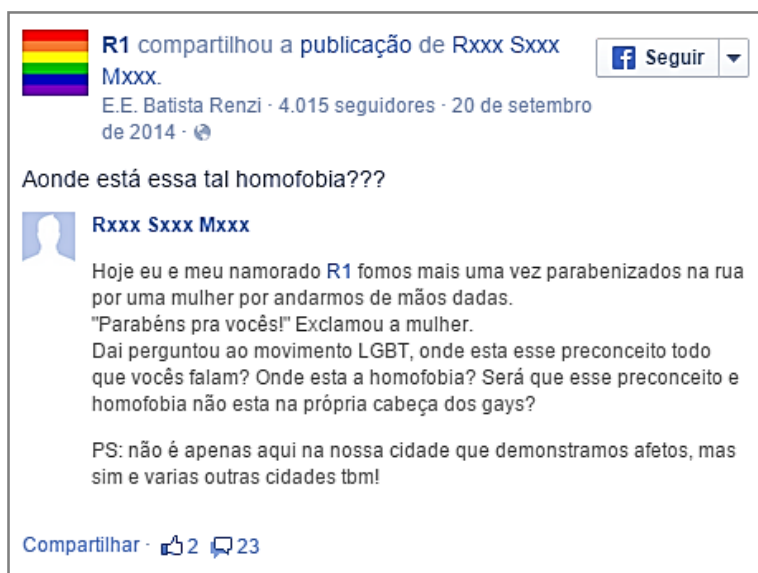 R1 compartilhou a publicação de Rxxx Sxxx
Mxxx.
Seguir
E.E. Batista Renzi · 4.015 seguidores · 20 de setembro
de 2014 ·
Aonde está essa tal homofobia???
Rxxx Sxxx Mxxx
Hoje eu e meu namorado R1 fomos mais uma vez parabenizados na rua
por uma mulher por andarmos de mãos dadas.
"Parabéns pra vocês!" Exclamou a mulher.
Dai perguntou ao movimento LGBT, onde esta esse preconceito todo
que vocês falam? Onde esta a homofobia? Será que esse preconceito e
homofobia não esta na própria cabeça dos gays?
PS: não é apenas aqui na nossa cidade que demonstramos afetos, mas
sim e varias outras cidades tbm!
Compartilhar · 2 23